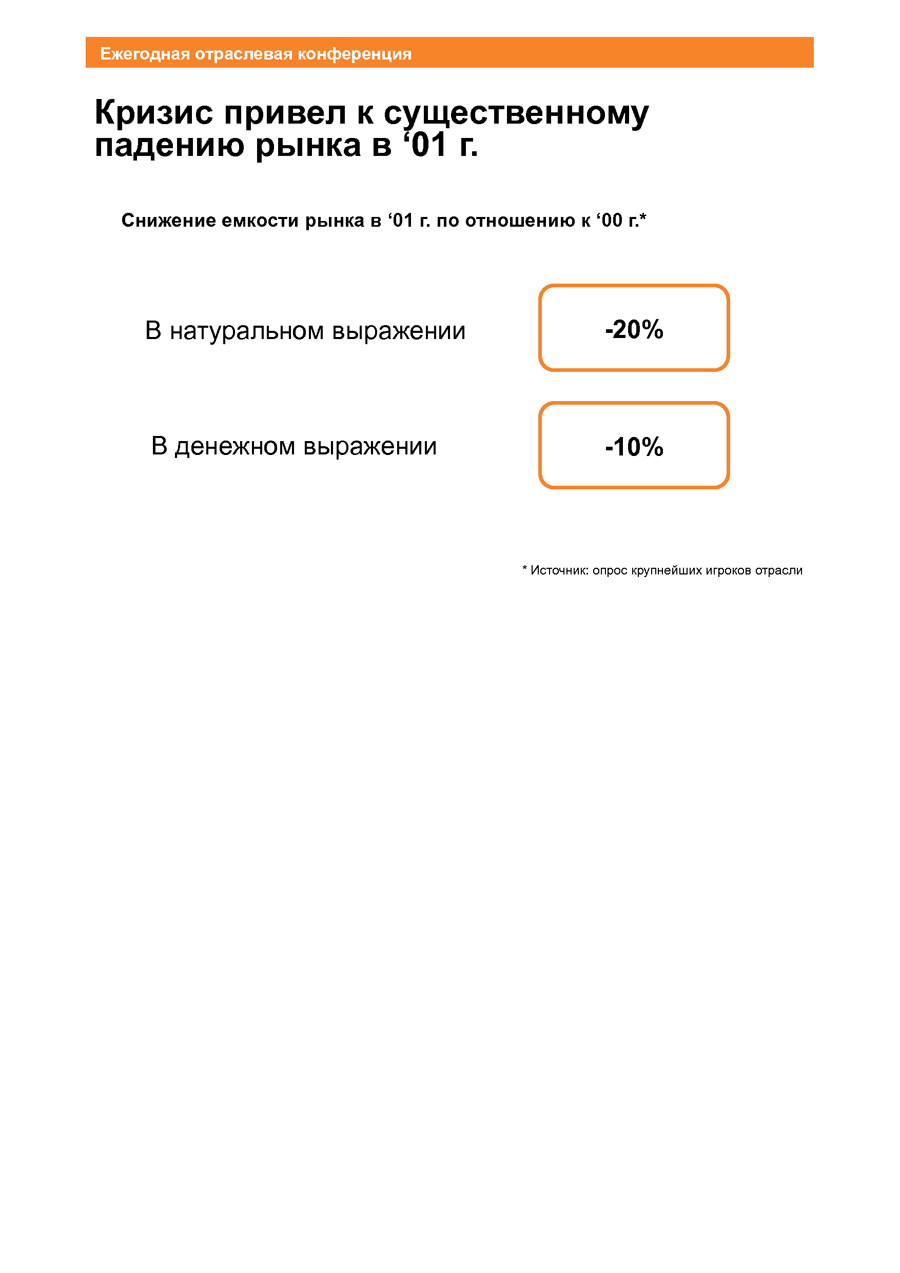 Ежегодная отраслевая конференция
Кризис привел к существенному
падению рынка в ‘01 г.
Снижение емкости рынка в ‘01 г. по отношению к ‘00 г.*
В натуральном выражении
-20%
В денежном выражении
-10%
* Источник: опрос крупнейших игроков отрасли